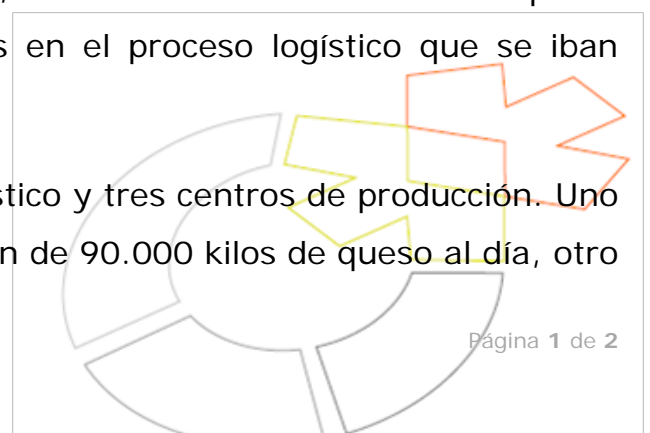 s en el proceso logístico que se iban
stico y tres centros de producción. Uno
n de 90.000 kilos de queso al día, otro
Página 1 de 2